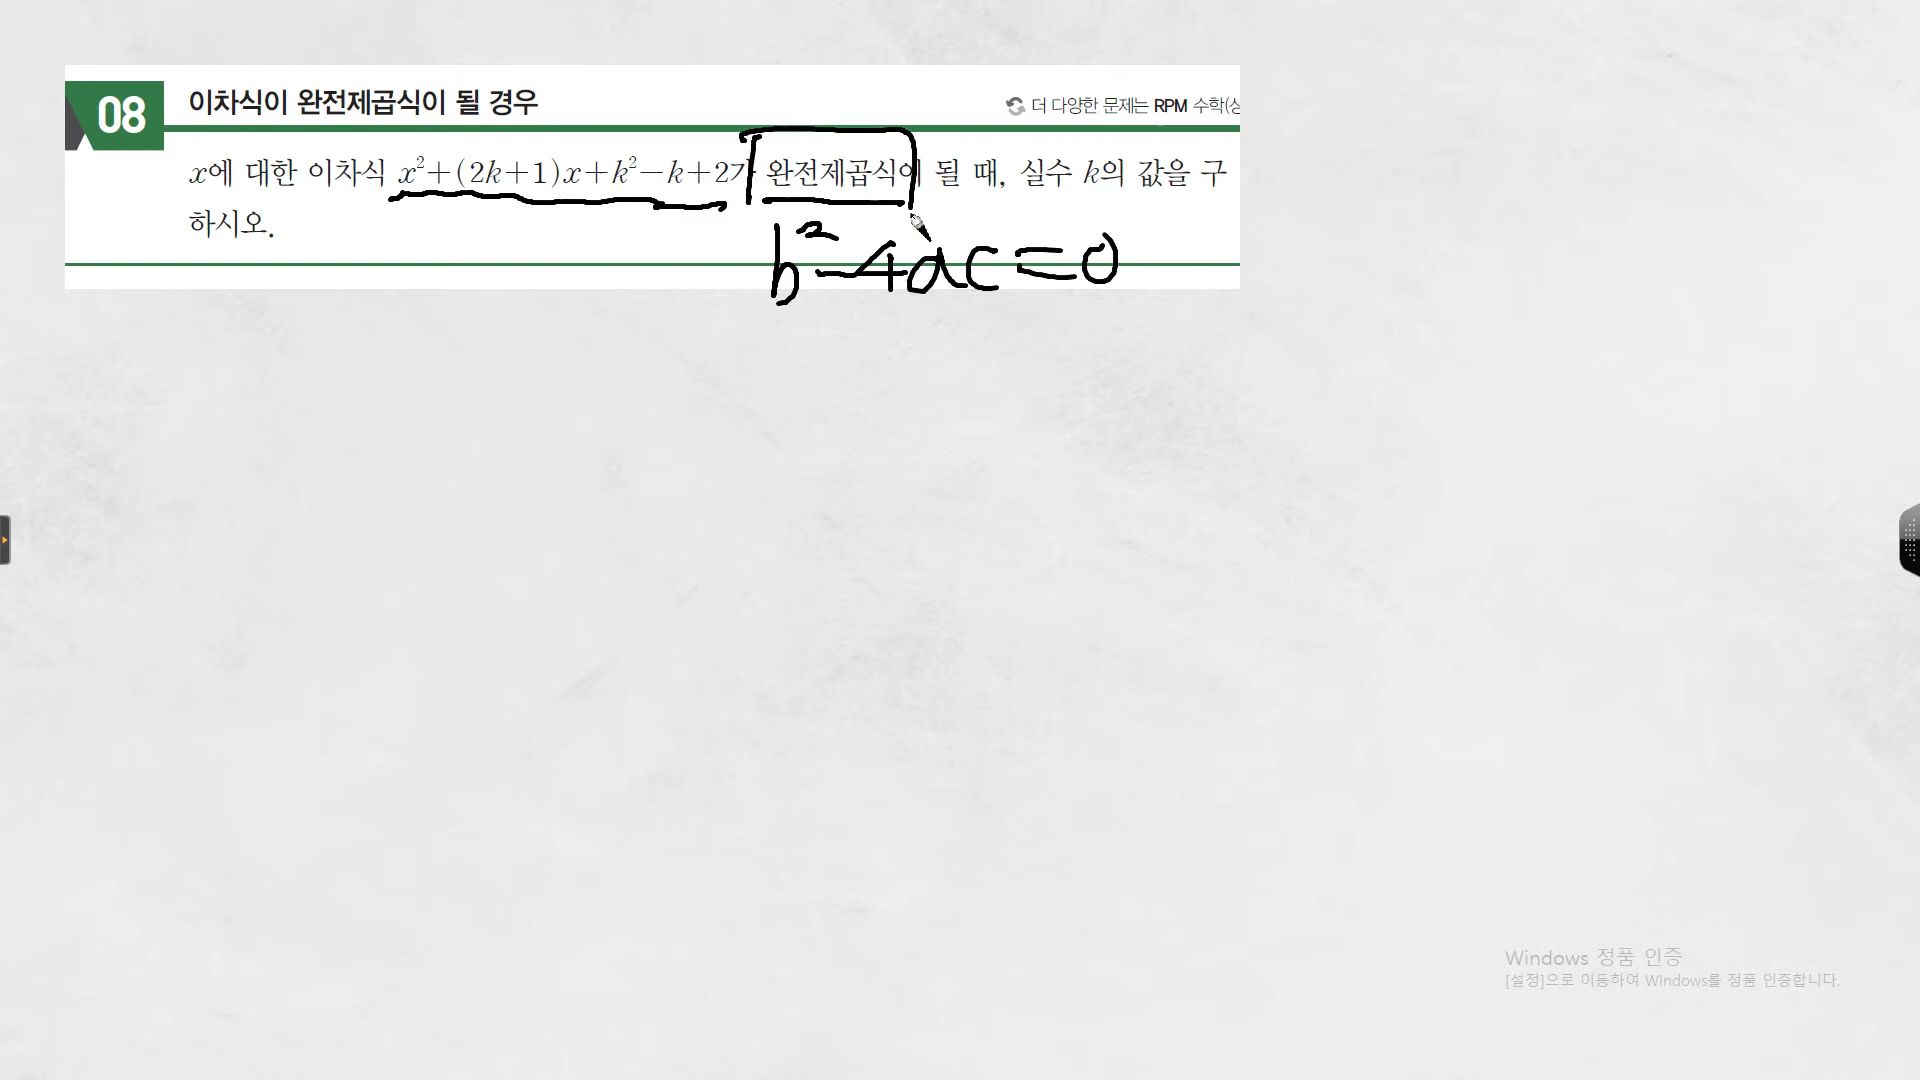 08 이차식이 완전제곱식이 될 경우
더 다양한 문제는 RPM 수학(상
x에 대한 이차식 x²+(2k+1)x+k²-k+2가 완전제곱식이 될 때, 실수 k의 값을 구
하시오.
b²-4ac=0
Windows 정품 인증
[설정]으로 이동하여 Windows를 정품 인증합니다.